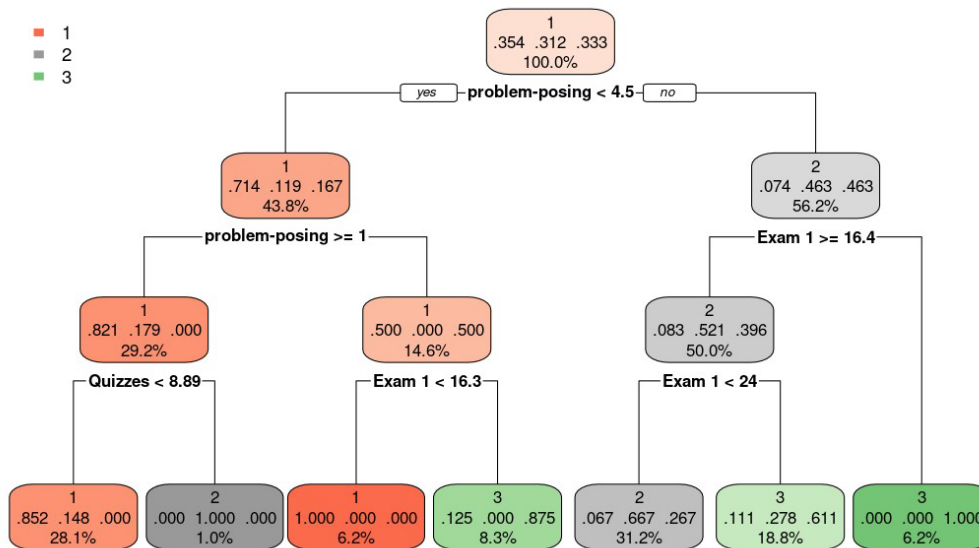 1
2
3
1
.354 .312 .333
100.0%
yes problem-posing < 4.5 no
1
.714 .119 .167
43.8%
2
.074 .463 .463
56.2%
problem-posing >= 1
Exam 1 >= 16.4
1
.821 .179 .000
29.2%
1
.500 .000 .500
14.6%
2
.083 .521 .396
50.0%
Quizzes < 8.89
Exam 1 < 16.3
Exam 1 < 24
1
.852 .148 .000
28.1%
2
.000 1.000 .000
1.0%
1
1.000 .000 .000
6.2%
3
.125 .000 .875
8.3%
2
.067 .667 .267
31.2%
3
.111 .278 .611
18.8%
3
.000 .000 1.000
6.2%